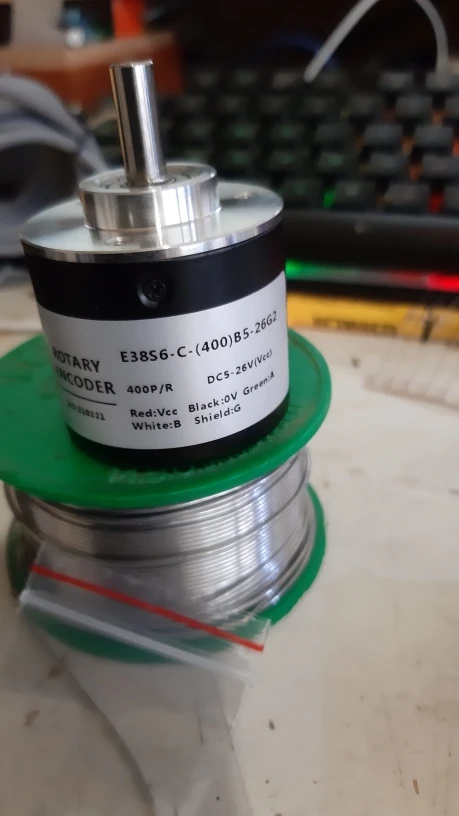 ROTARY
ENCODER
E38S6-C-(400)B5-26G2
400P/R DC5-26V(Vcc)
Red:Vcc Black:0V Green:A
White:B Shield:G